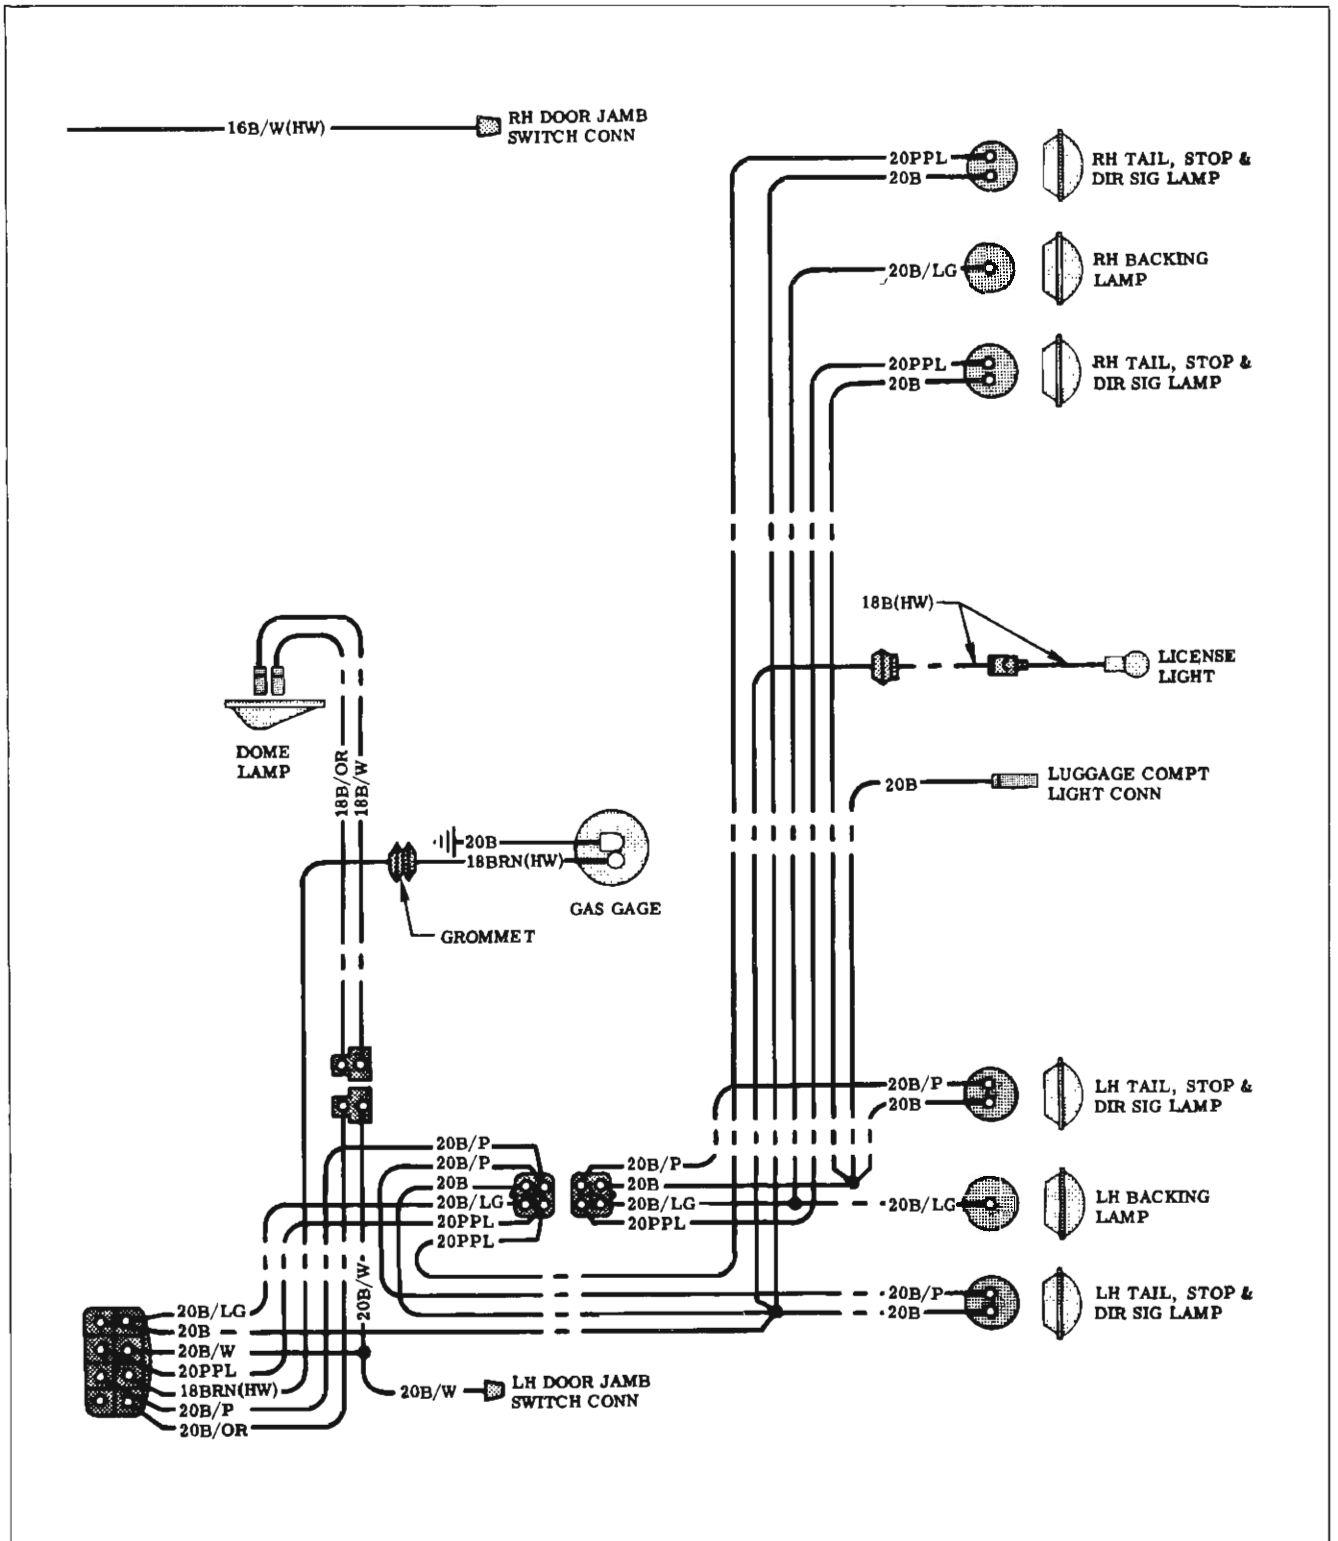 16B/W(HW)
RH DOOR JAMB
SWITCH CONN
20PPL
20B
RH TAIL, STOP &
DIR SIG LAMP
20B/LG
RH BACKING
LAMP
20PPL
20B
RH TAIL, STOP &
DIR SIG LAMP
18B(HW)
LICENSE
LIGHT
DOME
LAMP
18B/OR
18B/W
20B
LUGGAGE COMPT
LIGHT CONN
20B
18BRN(HW)
GAS GAGE
GROMMET
20B/P
20B
LH TAIL, STOP &
DIR SIG LAMP
20B/P
20B/P
20B
20B/LG
20PPL
20PPL
20B/P
20B
20B/LG
20PPL
20B/LG
LH BACKING
LAMP
20B/W
20B/P
20B
LH TAIL, STOP &
DIR SIG LAMP
20B/LG
20B
20B/W
20PPL
18BRN(HW)
20B/P
20B/OR
20B/W
LH DOOR JAMB
SWITCH CONN